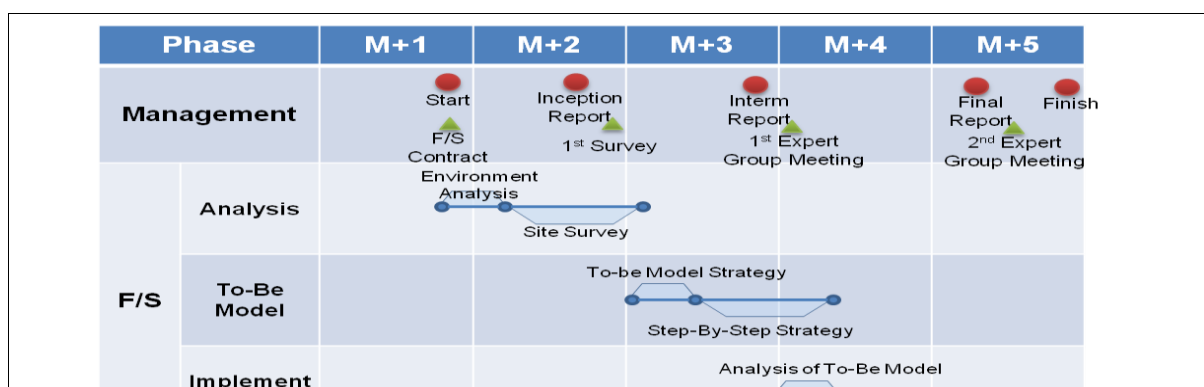 Phase M+1 M+2 M+3 M+4 M+5
Management
Start
Inception
Report
Interm
Report
Final
Report
Finish
F/S
Contract
1st Survey
1st Expert
Group Meeting
2nd Expert
Group Meeting
F/S
Analysis
Environment
Analysis
Site Survey
To-Be
Model
To-be Model Strategy
Step-By-Step Strategy
Implement
Analysis of To-Be Model